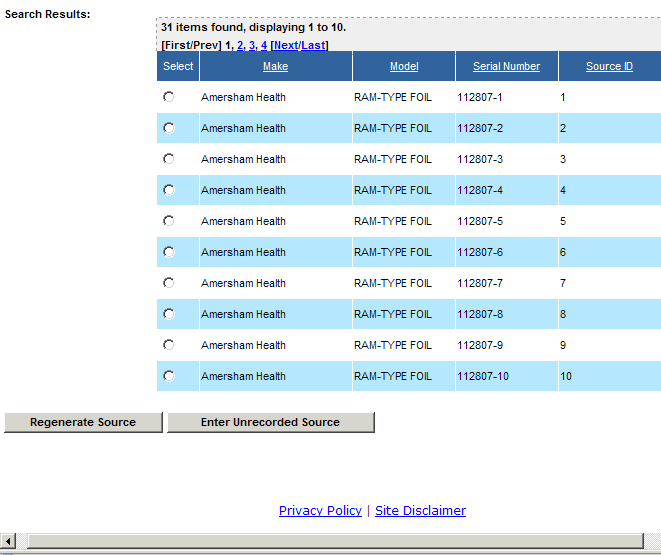 Search Results:
31 items found, displaying 1 to 10.
[First/Prev] 1, 2, 3, 4 [Next/Last]
Select Make Model Serial Number Source ID
Amersham Health RAM-TYPE FOIL 112807-1 1
Amersham Health RAM-TYPE FOIL 112807-2 2
Amersham Health RAM-TYPE FOIL 112807-3 3
Amersham Health RAM-TYPE FOIL 112807-4 4
Amersham Health RAM-TYPE FOIL 112807-5 5
Amersham Health RAM-TYPE FOIL 112807-6 6
Amersham Health RAM-TYPE FOIL 112807-7 7
Amersham Health RAM-TYPE FOIL 112807-8 8
Amersham Health RAM-TYPE FOIL 112807-9 9
Amersham Health RAM-TYPE FOIL 112807-10 10
Regenerate Source Enter Unrecorded Source
Privacy Policy | Site Disclaimer